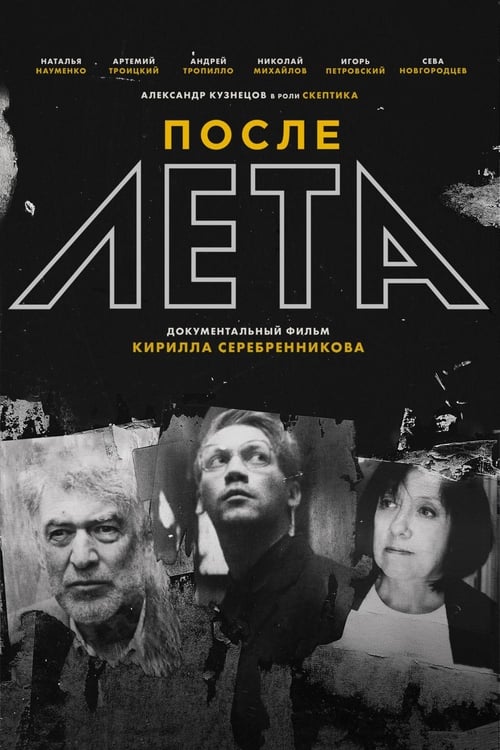 НАТАЛЬЯ АРТЕМИЙ АНДРЕЙ НИКОЛАЙ ИГОРЬ СЕВА
НАУМЕНКО ТРОИЦКИЙ ТРОПИЛЛО МИХАЙЛОВ ПЕТРОВСКИЙ НОВГОРОДЦЕВ
АЛЕКСАНДР КУЗНЕЦОВ В РОЛИ СКЕПТИКА
ПОСЛЕ
ЛЕТА
ДОКУМЕНТАЛЬНЫЙ ФИЛЬМ
КИРИЛЛА СЕРЕБРЕННИКОВА